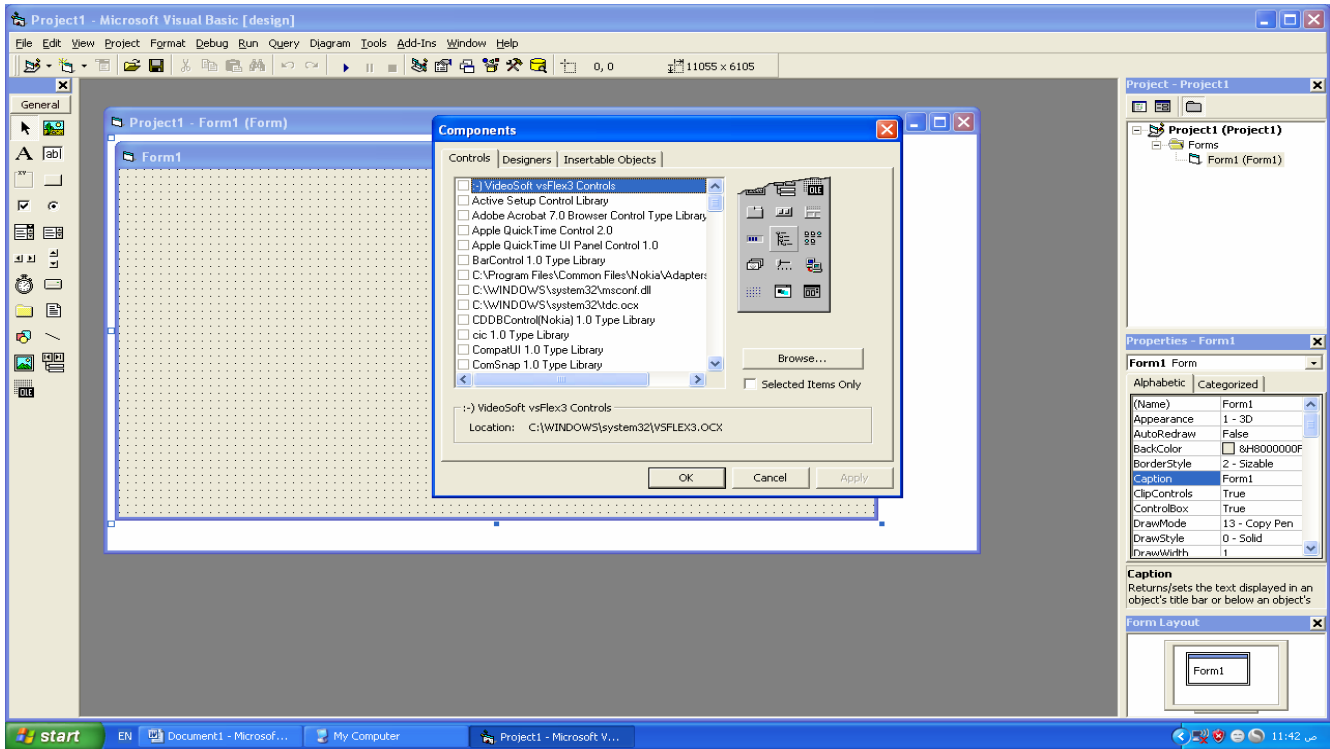 Project1 - Microsoft Visual Basic [design]
File Edit View Project Format Debug Run Query Diagram Tools Add-Ins Window Help
0, 0
11055 x 6105
General
A
ab|
xy
OLE
Project1 - Form1 (Form)
Form1
Components
Controls
Designers
Insertable Objects
:-) VideoSoft vsFlex3 Controls
Active Setup Control Library
Adobe Acrobat 7.0 Browser Control Type Library
Apple QuickTime Control 2.0
Apple QuickTime UI Panel Control 1.0
BarControl 1.0 Type Library
C:\Program Files\Common Files\Nokia\Adapters
C:\WINDOWS\system32\msconf.dll
C:\WINDOWS\system32\tdc.ocx
CDDBControl(Nokia) 1.0 Type Library
cic 1.0 Type Library
CompatUI 1.0 Type Library
ComSnap 1.0 Type Library
OLE
Browse...
Selected Items Only
:-) VideoSoft vsFlex3 Controls
Location: C:\WINDOWS\system32\VSFLEX3.OCX
OK
Cancel
Apply
Project - Project1
Project1 (Project1)
Forms
Form1 (Form1)
Properties - Form1
Form1 Form
Alphabetic
Categorized
(Name) Form1
Appearance 1 - 3D
AutoRedraw False
BackColor &H8000000F
BorderStyle 2 - Sizable
Caption Form1
ClipControls True
ControlBox True
DrawMode 13 - Copy Pen
DrawStyle 0 - Solid
DrawWidth 1
Caption
Returns/sets the text displayed in an
object's title bar or below an object's
Form Layout
Form1
start
EN
Document1 - Microsof...
My Computer
Project1 - Microsoft V...
11:42 ص